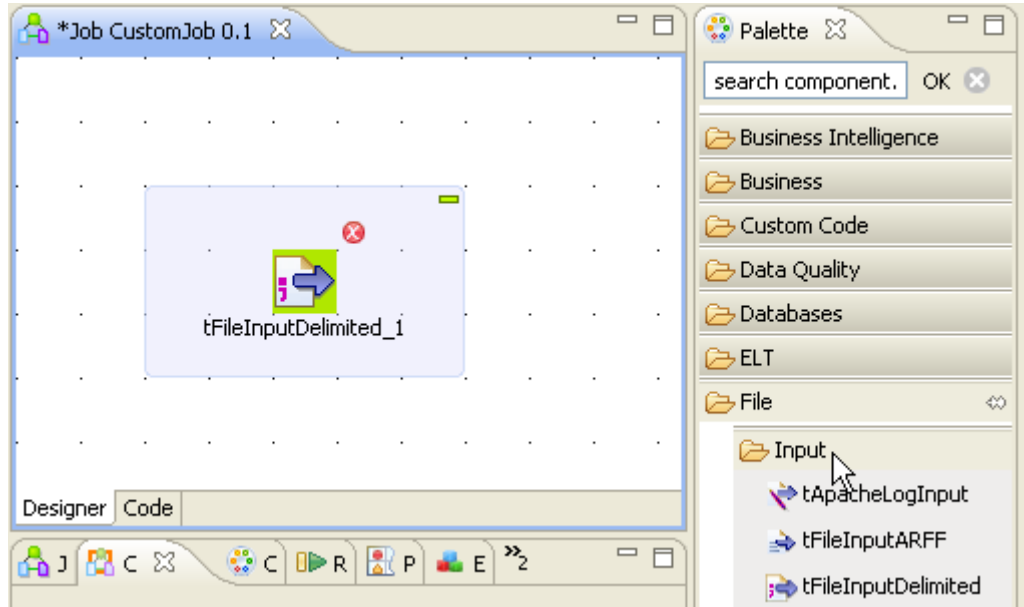 *Job CustomJob 0.1
tFileInputDelimited_1
Designer Code
J C C R P E »2
Palette
search component. OK
Business Intelligence
Business
Custom Code
Data Quality
Databases
ELT
File
Input
tApacheLogInput
tFileInputARFF
tFileInputDelimited